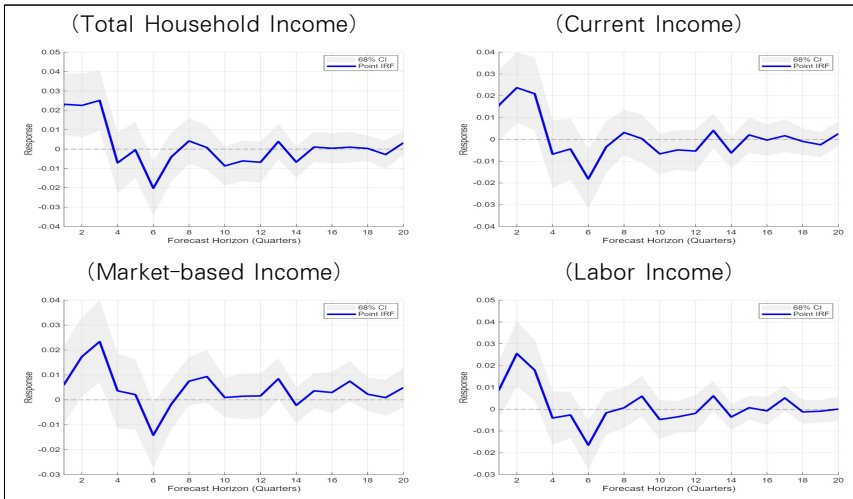 (Total Household Income)
(Current Income)
0.05
0.04
0.03
0.02
0.01
0
-0.01
-0.02
-0.03
-0.04
Response
68% CI
Point IRF
2 4 6 8 10 12 14 16 18 20
Forecast Horizon (Quarters)
0.04
0.03
0.02
0.01
0
-0.01
-0.02
-0.03
-0.04
Response
68% CI
Point IRF
2 4 6 8 10 12 14 16 18 20
Forecast Horizon (Quarters)
(Market-based Income)
(Labor Income)
0.04
0.03
0.02
0.01
0
-0.01
-0.02
-0.03
Response
68% CI
Point IRF
2 4 6 8 10 12 14 16 18 20
Forecast Horizon (Quarters)
0.05
0.04
0.03
0.02
0.01
0
-0.01
-0.02
-0.03
Response
68% CI
Point IRF
2 4 6 8 10 12 14 16 18 20
Forecast Horizon (Quarters)